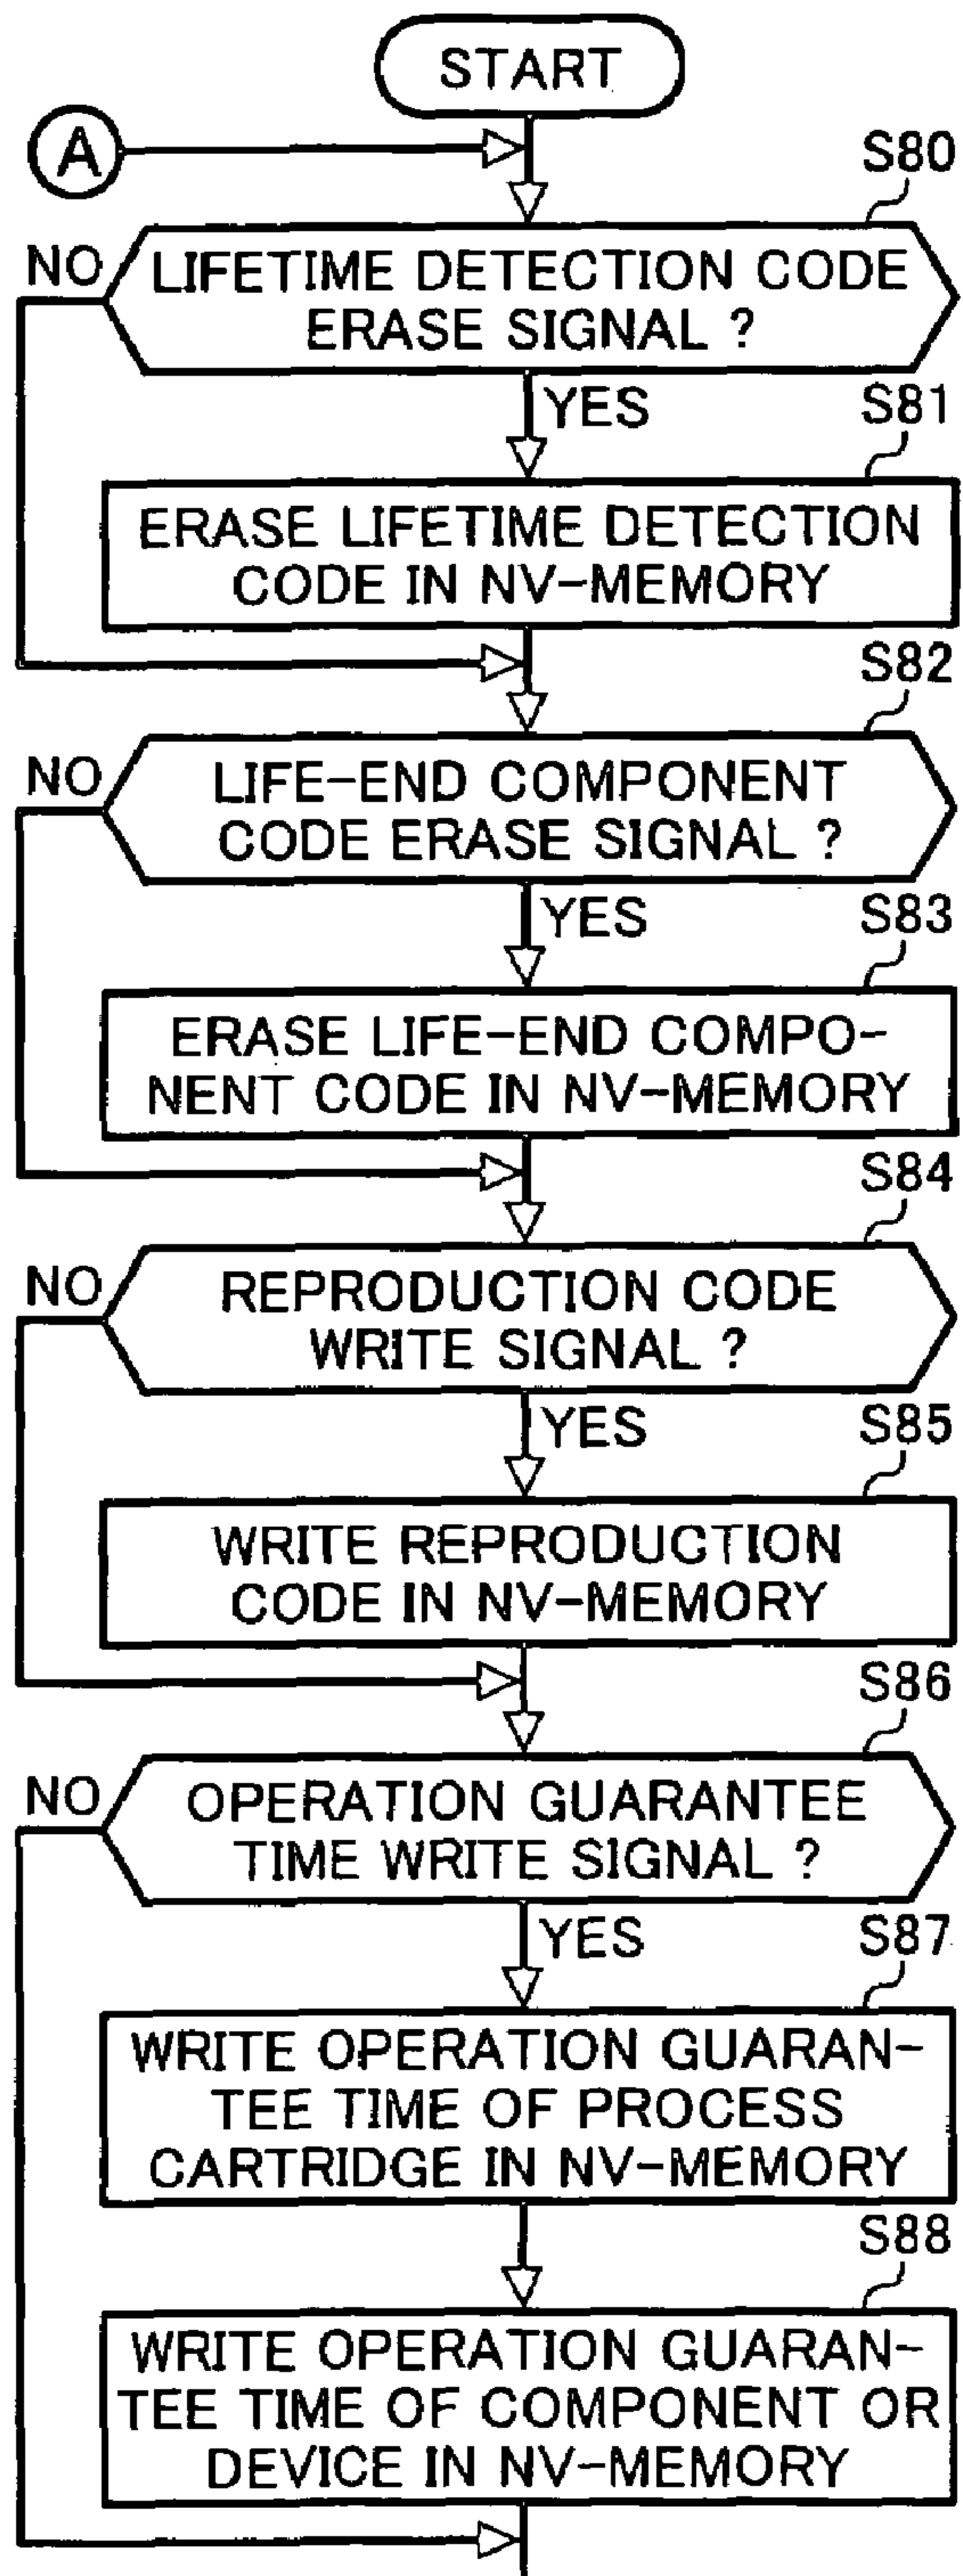 START
A
S80
NO
LIFETIME DETECTION CODE
ERASE SIGNAL ?
YES
S81
ERASE LIFETIME DETECTION
CODE IN NV-MEMORY
S82
NO
LIFE-END COMPONENT
CODE ERASE SIGNAL ?
YES
S83
ERASE LIFE-END COMPO-
NENT CODE IN NV-MEMORY
S84
NO
REPRODUCTION CODE
WRITE SIGNAL ?
YES
S85
WRITE REPRODUCTION
CODE IN NV-MEMORY
S86
NO
OPERATION GUARANTEE
TIME WRITE SIGNAL ?
YES
S87
WRITE OPERATION GUARAN-
TEE TIME OF PROCESS
CARTRIDGE IN NV-MEMORY
S88
WRITE OPERATION GUARAN-
TEE TIME OF COMPONENT OR
DEVICE IN NV-MEMORY